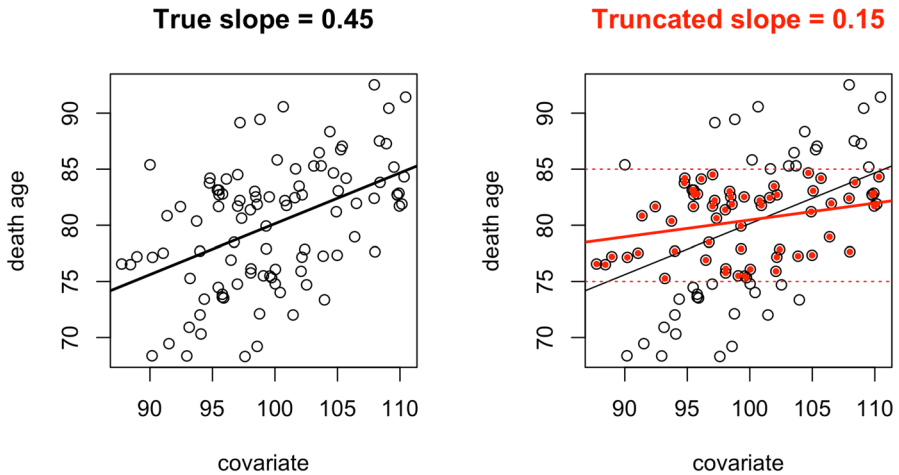 True slope = 0.45
death age
90
85
80
75
70
90 95 100 105 110
covariate
Truncated slope = 0.15
death age
90
85
80
75
70
90 95 100 105 110
covariate